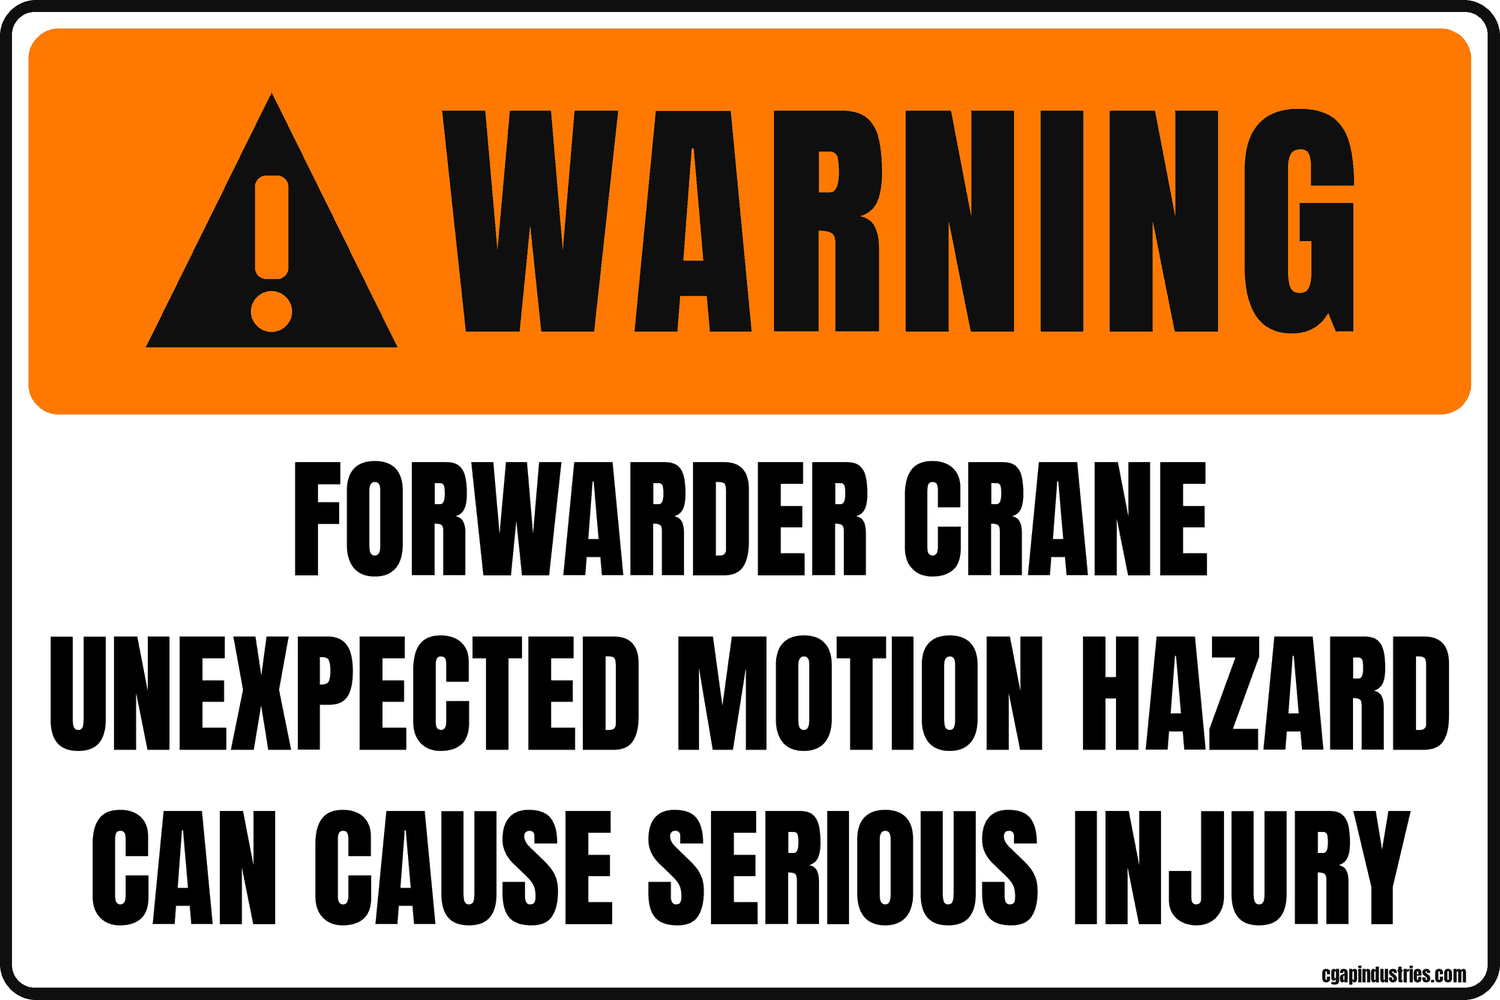 WARNING
FORWARDER CRANE
UNEXPECTED MOTION HAZARD
CAN CAUSE SERIOUS INJURY
cgapindustries.com